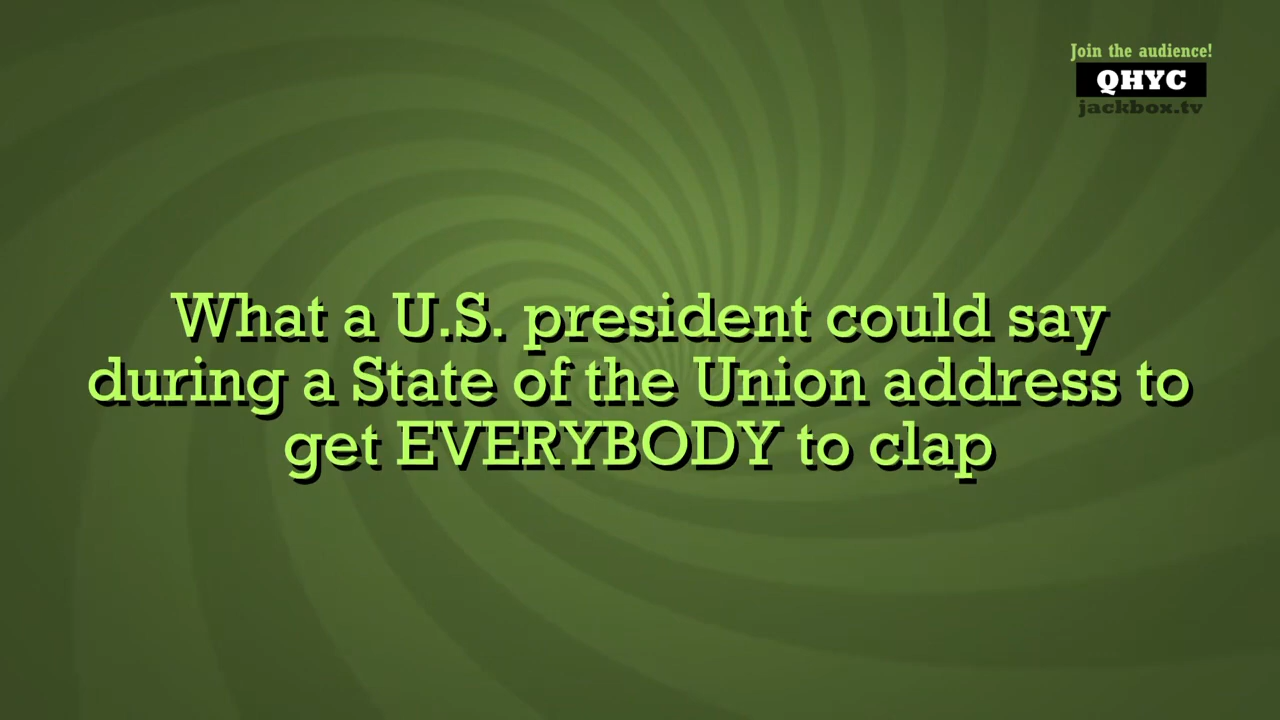 Join the audience!
QHYC
jackbox.tv
What a U.S. president could say
during a State of the Union address to
get EVERYBODY to clap